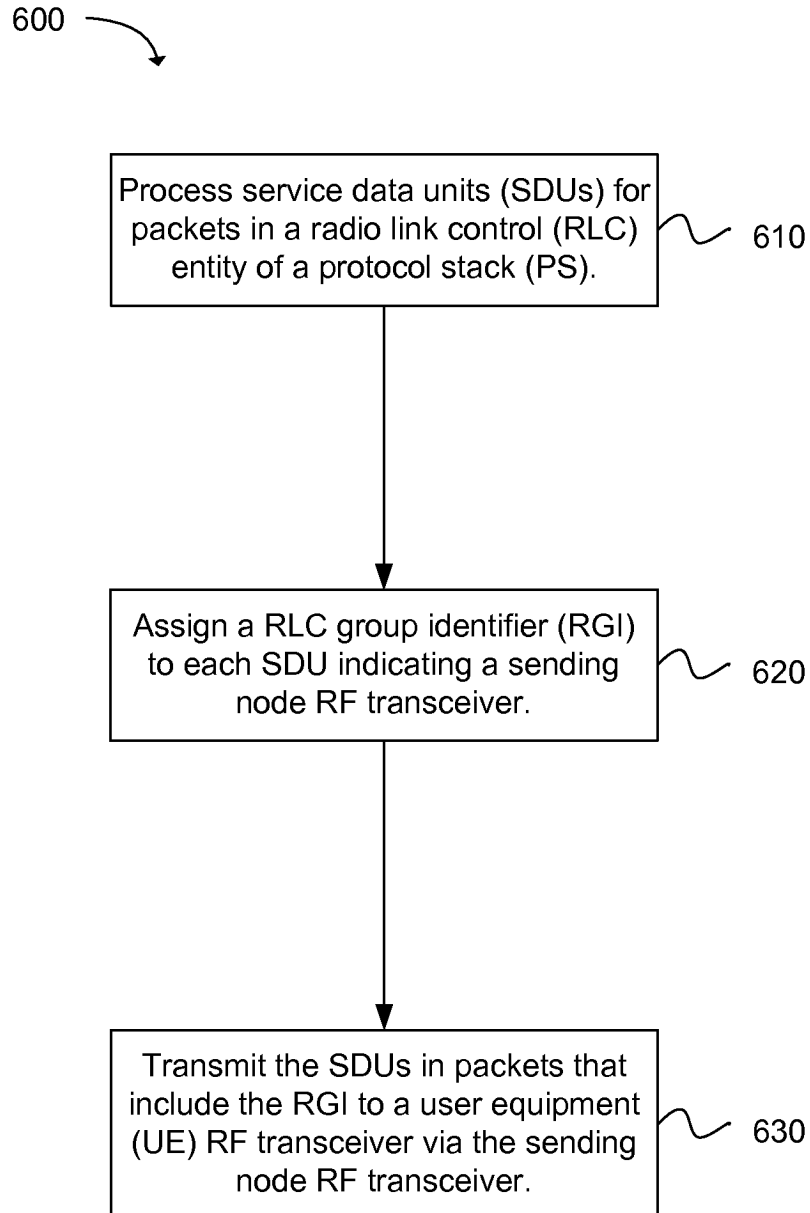 600
Process service data units (SDUs) for
packets in a radio link control (RLC)
entity of a protocol stack (PS).
610
Assign a RLC group identifier (RGI)
to each SDU indicating a sending
node RF transceiver.
620
Transmit the SDUs in packets that
include the RGI to a user equipment
(UE) RF transceiver via the sending
node RF transceiver.
630